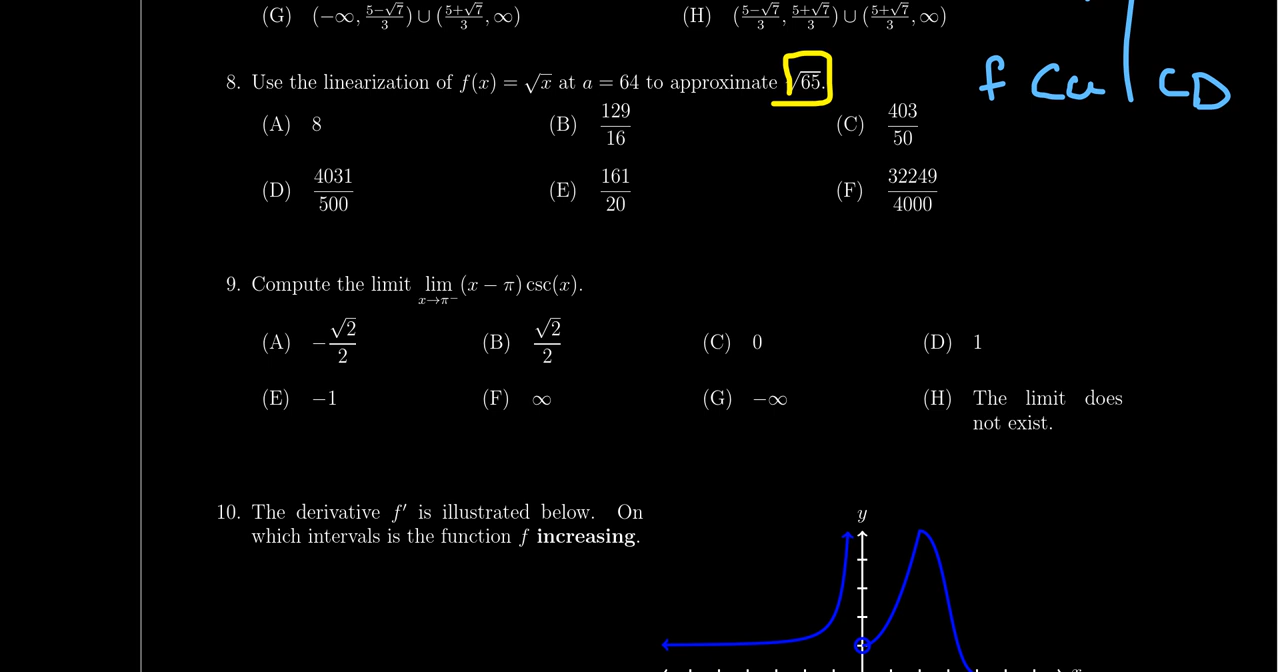 (G) (−∞, (5−√7)/3) ∪ ((5+√7)/3, ∞) (H) ((5−√7)/3, (5+√7)/3) ∪ ((5+√7)/3, ∞)
8. Use the linearization of f(x) = √x at a = 64 to approximate √65.
f Ca CD
(A) 8 (B) 129/16 (C) 403/50
(D) 4031/500 (E) 161/20 (F) 32249/4000
9. Compute the limit lim x→π⁻ (x − π) csc(x).
(A) −√2/2 (B) √2/2 (C) 0 (D) 1
(E) −1 (F) ∞ (G) −∞ (H) The limit does
not exist.
10. The derivative f′ is illustrated below. On
which intervals is the function f increasing.
y